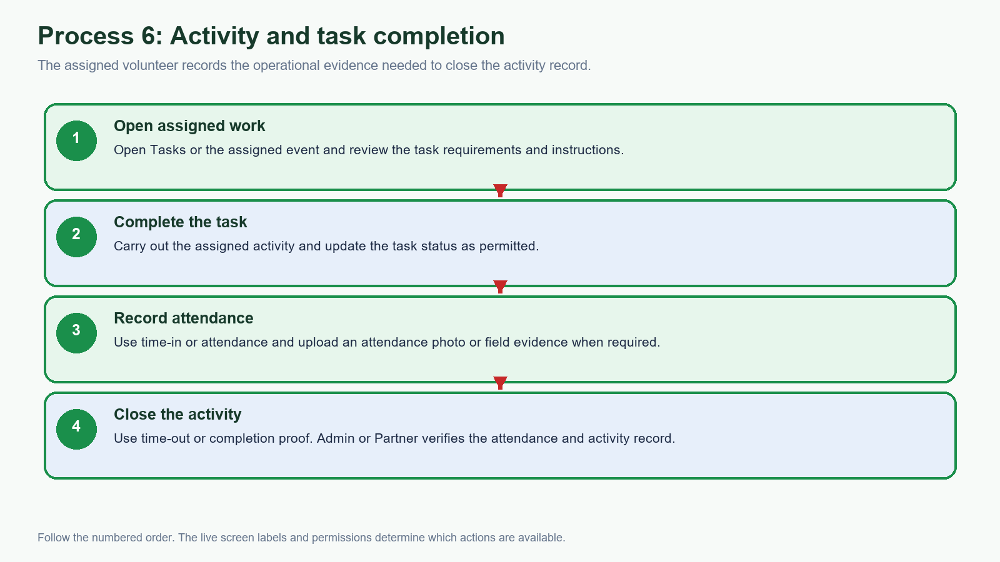 Process 6: Activity and task completion
The assigned volunteer records the operational evidence needed to close the activity record.
1
Open assigned work
Open Tasks or the assigned event and review the task requirements and instructions.
2
Complete the task
Carry out the assigned activity and update the task status as permitted.
3
Record attendance
Use time-in or attendance and upload an attendance photo or field evidence when required.
4
Close the activity
Use time-out or completion proof. Admin or Partner verifies the attendance and activity record.
Follow the numbered order. The live screen labels and permissions determine which actions are available.